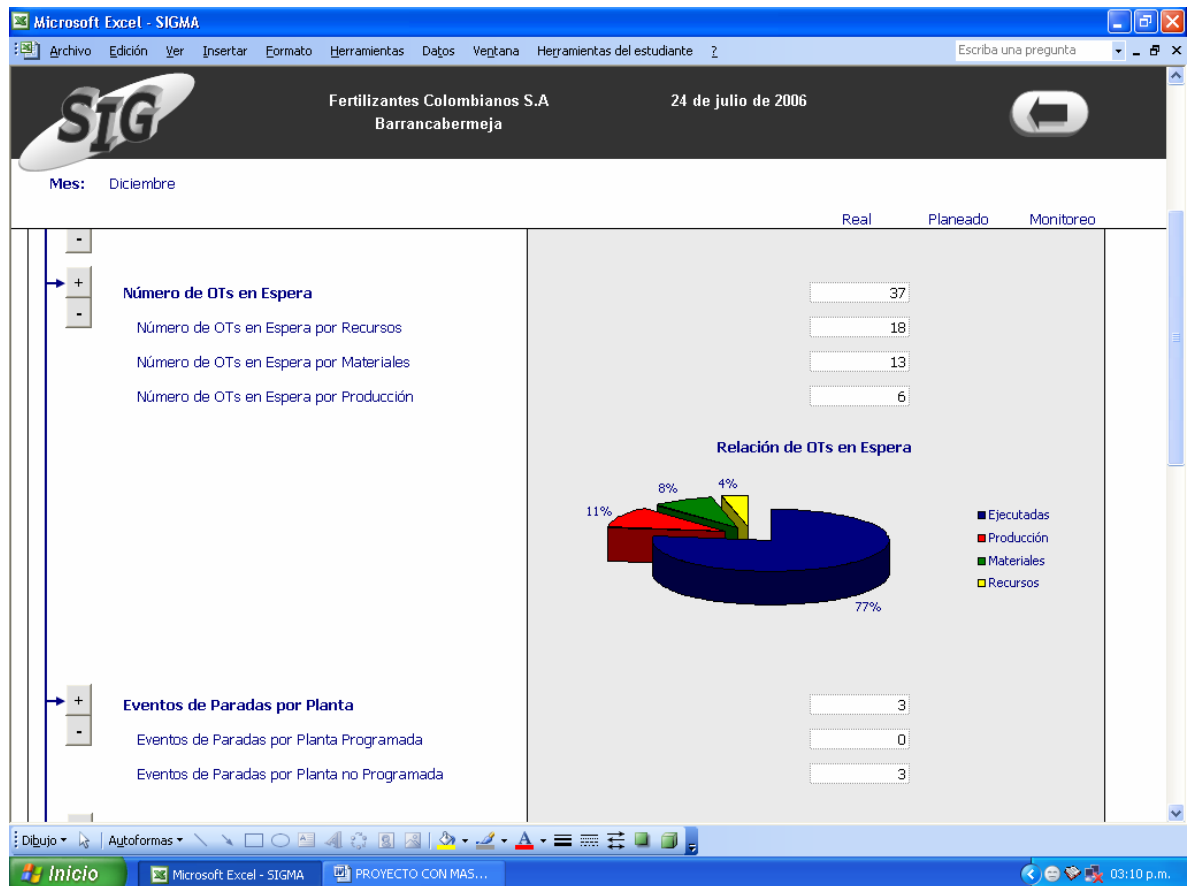 Microsoft Excel - SIGMA
Archivo Edición Ver Insertar Formato Herramientas Datos Ventana Herramientas del estudiante ? Escriba una pregunta
SIG
Fertilizantes Colombianos S.A 24 de julio de 2006
Barrancabermeja
Mes: Diciembre
Real Planeado Monitoreo
-
+
Número de OTs en Espera 37
-
Número de OTs en Espera por Recursos 18
Número de OTs en Espera por Materiales 13
Número de OTs en Espera por Producción 6
Relación de OTs en Espera
8% 4%
11%
77%
Ejecutadas
Producción
Materiales
Recursos
+
Eventos de Paradas por Planta 3
-
Eventos de Paradas por Planta Programada 0
Eventos de Paradas por Planta no Programada 3
Dibujo Autoformas
Inicio Microsoft Excel - SIGMA PROYECTO CON MAS... 03:10 p.m.